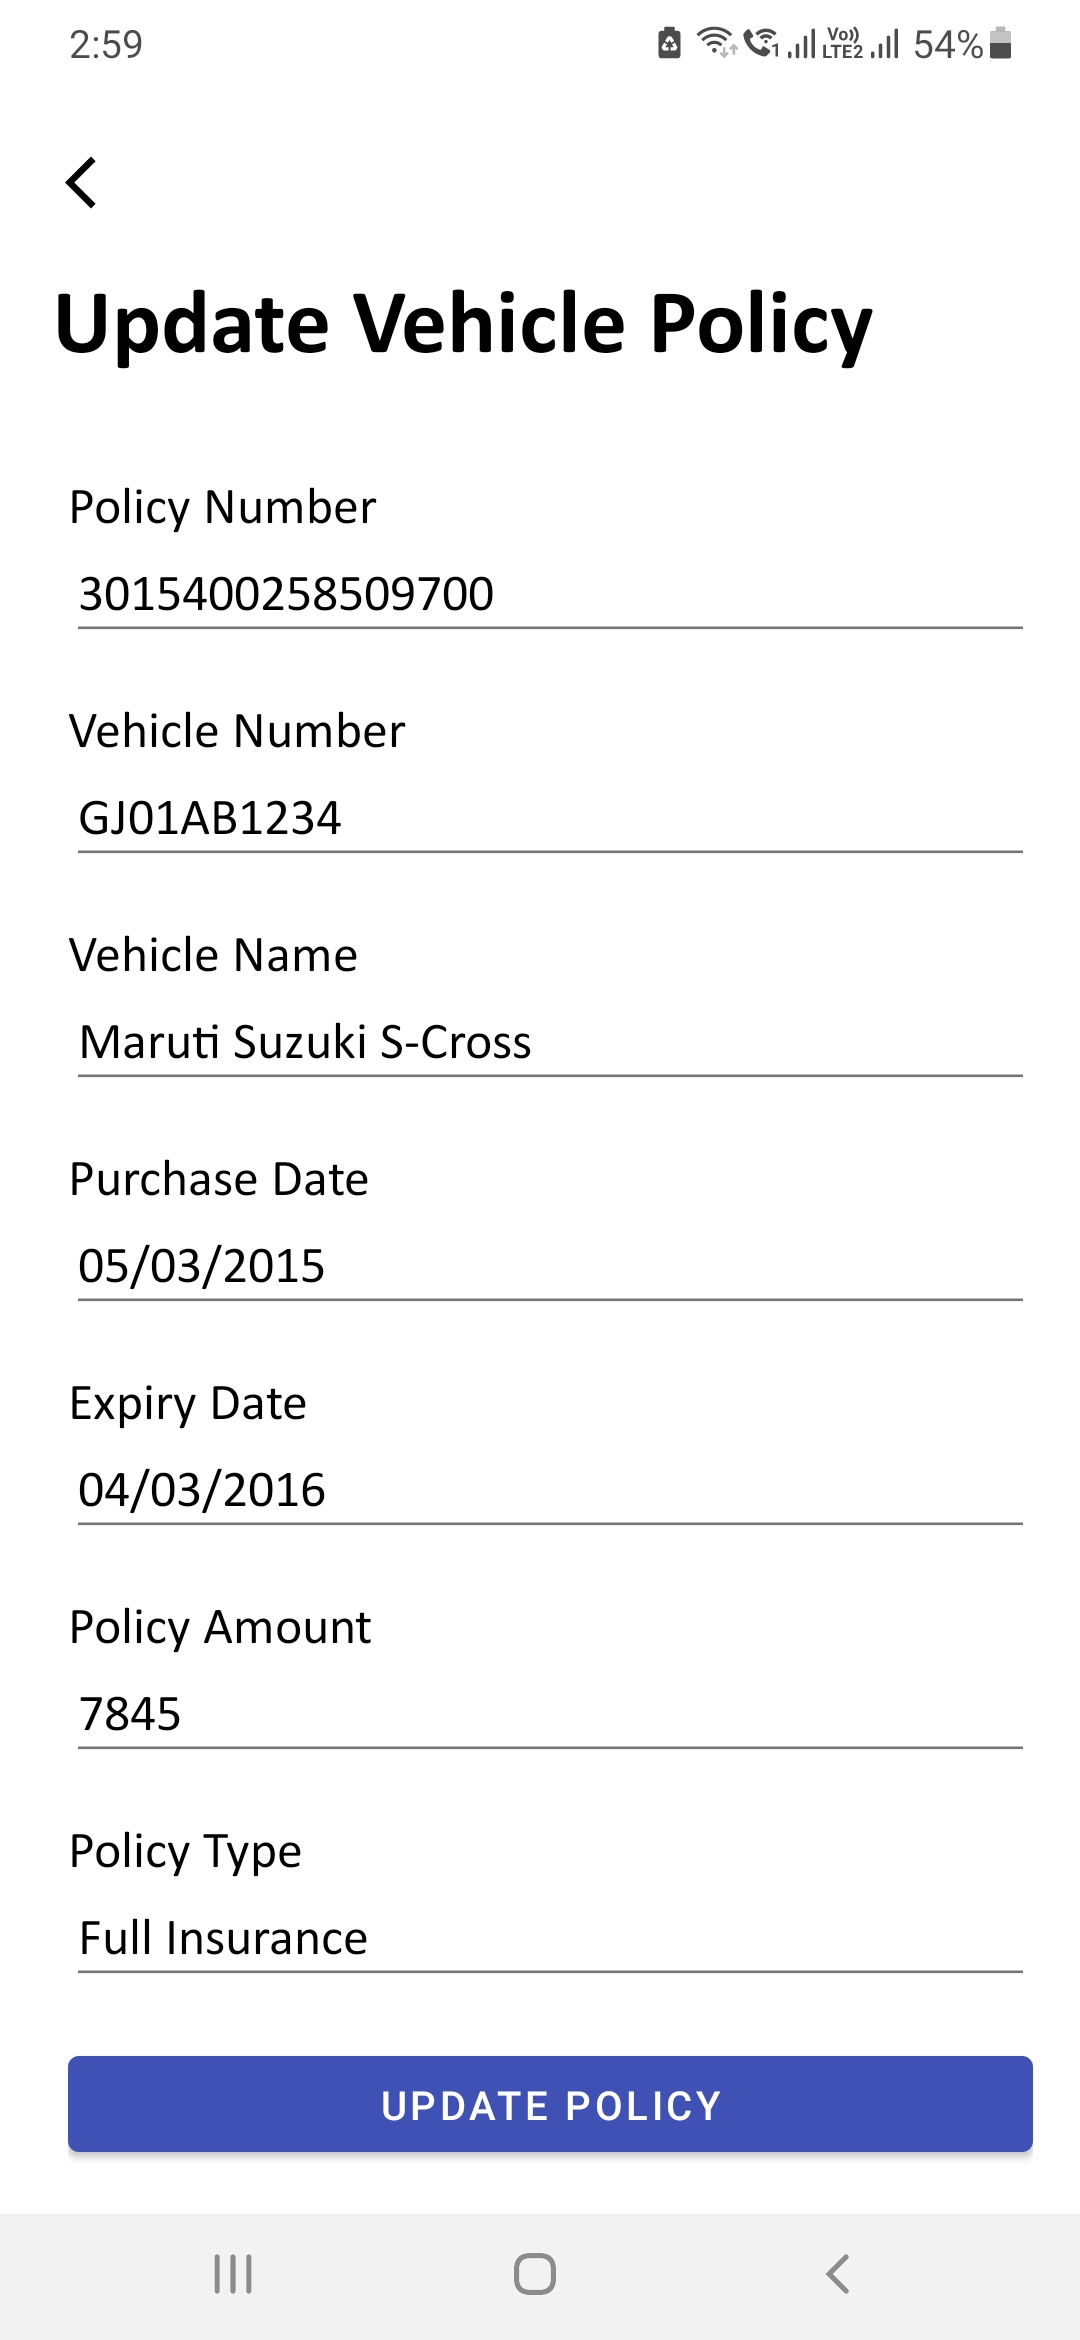 2:59
1 Vo)) LTE2 54%
Update Vehicle Policy
Policy Number
3015400258509700
Vehicle Number
GJ01AB1234
Vehicle Name
Maruti Suzuki S-Cross
Purchase Date
05/03/2015
Expiry Date
04/03/2016
Policy Amount
7845
Policy Type
Full Insurance
UPDATE POLICY